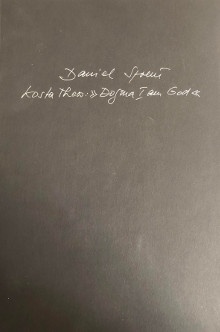 Daniel Spoerri
Kosta Theos: »Dogma I am God«